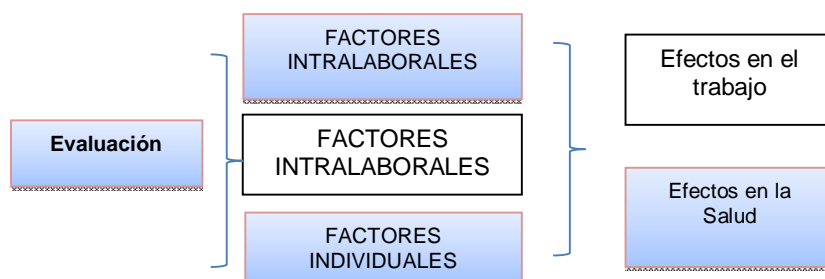 Evaluación
FACTORES
INTRALABORALES
FACTORES
INTRALABORALES
FACTORES
INDIVIDUALES
Efectos en el
trabajo
Efectos en la
Salud